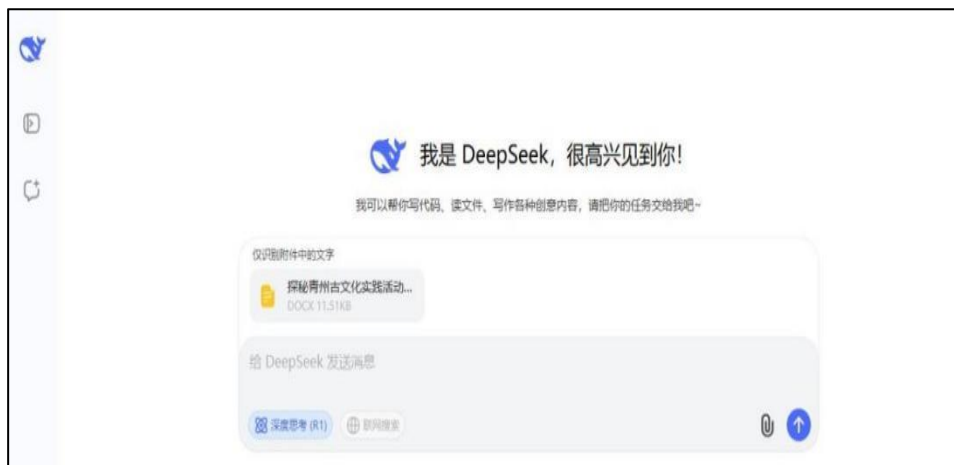 我是 DeepSeek，很高兴见到你！
我可以帮你写代码、读文件、写作各种创意内容，请把你的任务交给我吧~
仅识别附件中的文字
探秘青州古文化实践活动...
DOCX 11.51KB
给 DeepSeek 发送消息
深度思考 (R1)
联网搜索